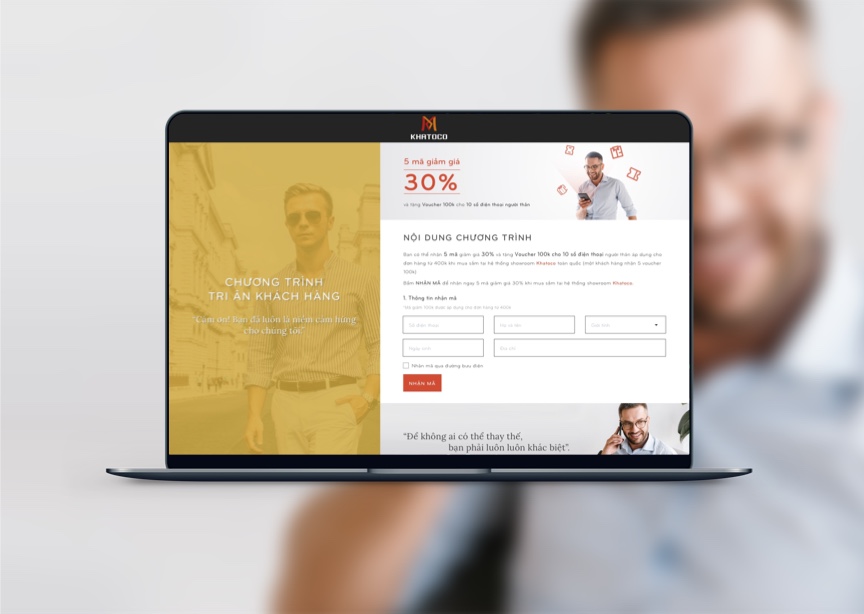 KHATOCO
CHƯƠNG TRÌNH
TRI ÂN KHÁCH HÀNG
"Cảm ơn! Bạn đã luôn là niềm cảm hứng
cho chúng tôi"
5 mã giảm giá
30%
và tặng Voucher 100k cho 10 số điện thoại người thân
NỘI DUNG CHƯƠNG TRÌNH
Bạn có thể nhận 5 mã giảm giá 30% và tặng Voucher 100k cho 10 số điện thoại người thân áp dụng cho
đơn hàng từ 400k khi mua sắm tại hệ thống showroom Khatoco toàn quốc (một khách hàng nhận 5 voucher
100k)
Bấm NHẬN MÃ để nhận ngay 5 mã giảm giá 30% khi mua sắm tại hệ thống showroom Khatoco.
1. Thông tin nhận mã
Số điện thoại
Họ và tên
Giới tính
Ngày sinh
Địa chỉ
Nhận mã qua đường bưu điện
NHẬN MÃ
"Để không ai có thể thay thế,
bạn phải luôn luôn khác biệt".